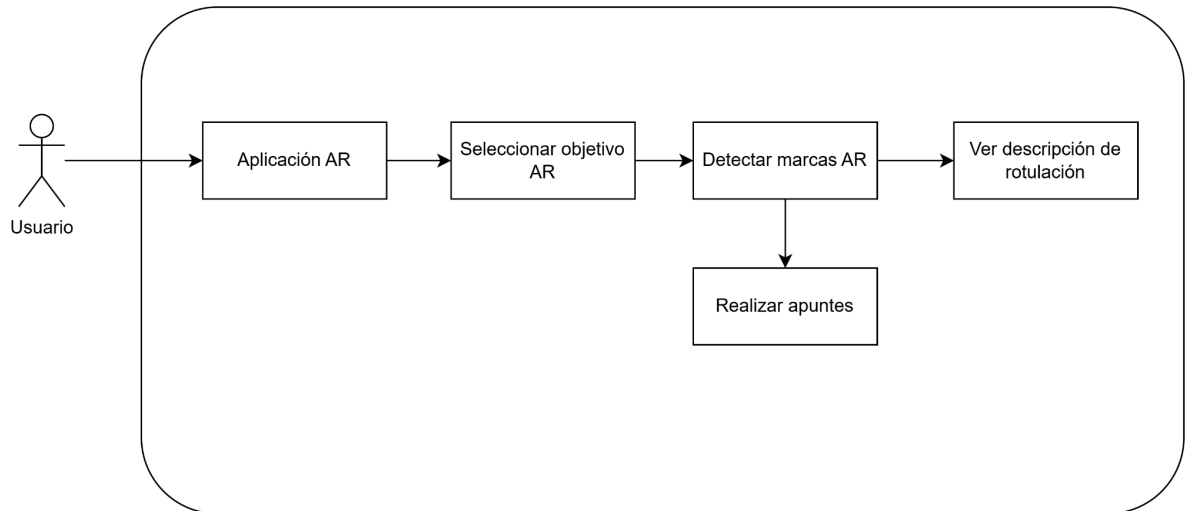 Usuario
Aplicación AR
Seleccionar objetivo
AR
Detectar marcas AR
Ver descripción de
rotulación
Realizar apuntes